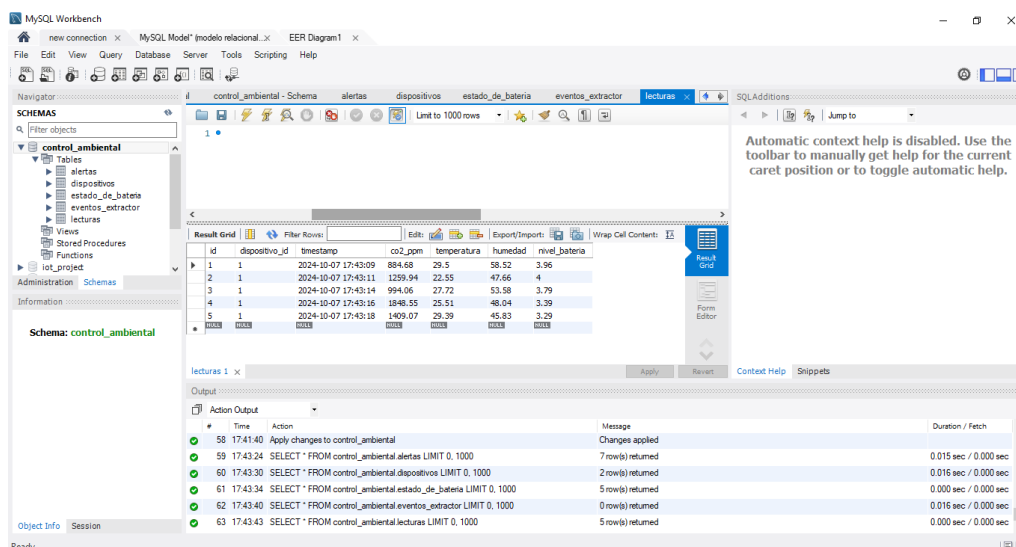 MySQL Workbench
new connection × MySQL Model* (modelo relacional...× EER Diagram1 ×
File Edit View Query Database Server Tools Scripting Help
Navigator
l control_ambiental - Schema alertas dispositivos estado_de_bateria eventos_extractor lecturas ×
SQLAdditions
SCHEMAS
Limit to 1000 rows
Jump to
Filter objects
1
control_ambiental
Tables
alertas
dispositivos
estado_de_bateria
eventos_extractor
lecturas
Views
Stored Procedures
Functions
iot_project
Automatic context help is disabled. Use the
toolbar to manually get help for the current
caret position or to toggle automatic help.
Administration Schemas
Information
Schema: control_ambiental
Object Info Session
Result Grid Filter Rows: Edit: Export/Import: Wrap Cell Content:
id dispositivo_id timestamp co2_ppm temperatura humedad nivel_bateria
1 1 2024-10-07 17:43:09 884.68 29.5 58.52 3.96
2 1 2024-10-07 17:43:11 1259.94 22.55 47.66 4
3 1 2024-10-07 17:43:14 994.06 27.72 53.58 3.79
4 1 2024-10-07 17:43:16 1848.55 25.51 48.04 3.39
5 1 2024-10-07 17:43:18 1409.07 29.39 45.83 3.29
NULL NULL NULL NULL NULL NULL NULL
Result
Grid
Form
Editor
lecturas 1 × Apply Revert
Context Help Snippets
Output
Action Output
# Time Action Message Duration / Fetch
58 17:41:40 Apply changes to control_ambiental Changes applied
59 17:43:24 SELECT * FROM control_ambiental.alertas LIMIT 0, 1000 7 row(s) returned 0.015 sec / 0.000 sec
60 17:43:30 SELECT * FROM control_ambiental.dispositivos LIMIT 0, 1000 2 row(s) returned 0.016 sec / 0.000 sec
61 17:43:34 SELECT * FROM control_ambiental.estado_de_bateria LIMIT 0, 1000 5 row(s) returned 0.000 sec / 0.000 sec
62 17:43:40 SELECT * FROM control_ambiental.eventos_extractor LIMIT 0, 1000 0 row(s) returned 0.016 sec / 0.000 sec
63 17:43:43 SELECT * FROM control_ambiental.lecturas LIMIT 0, 1000 5 row(s) returned 0.000 sec / 0.000 sec
Ready